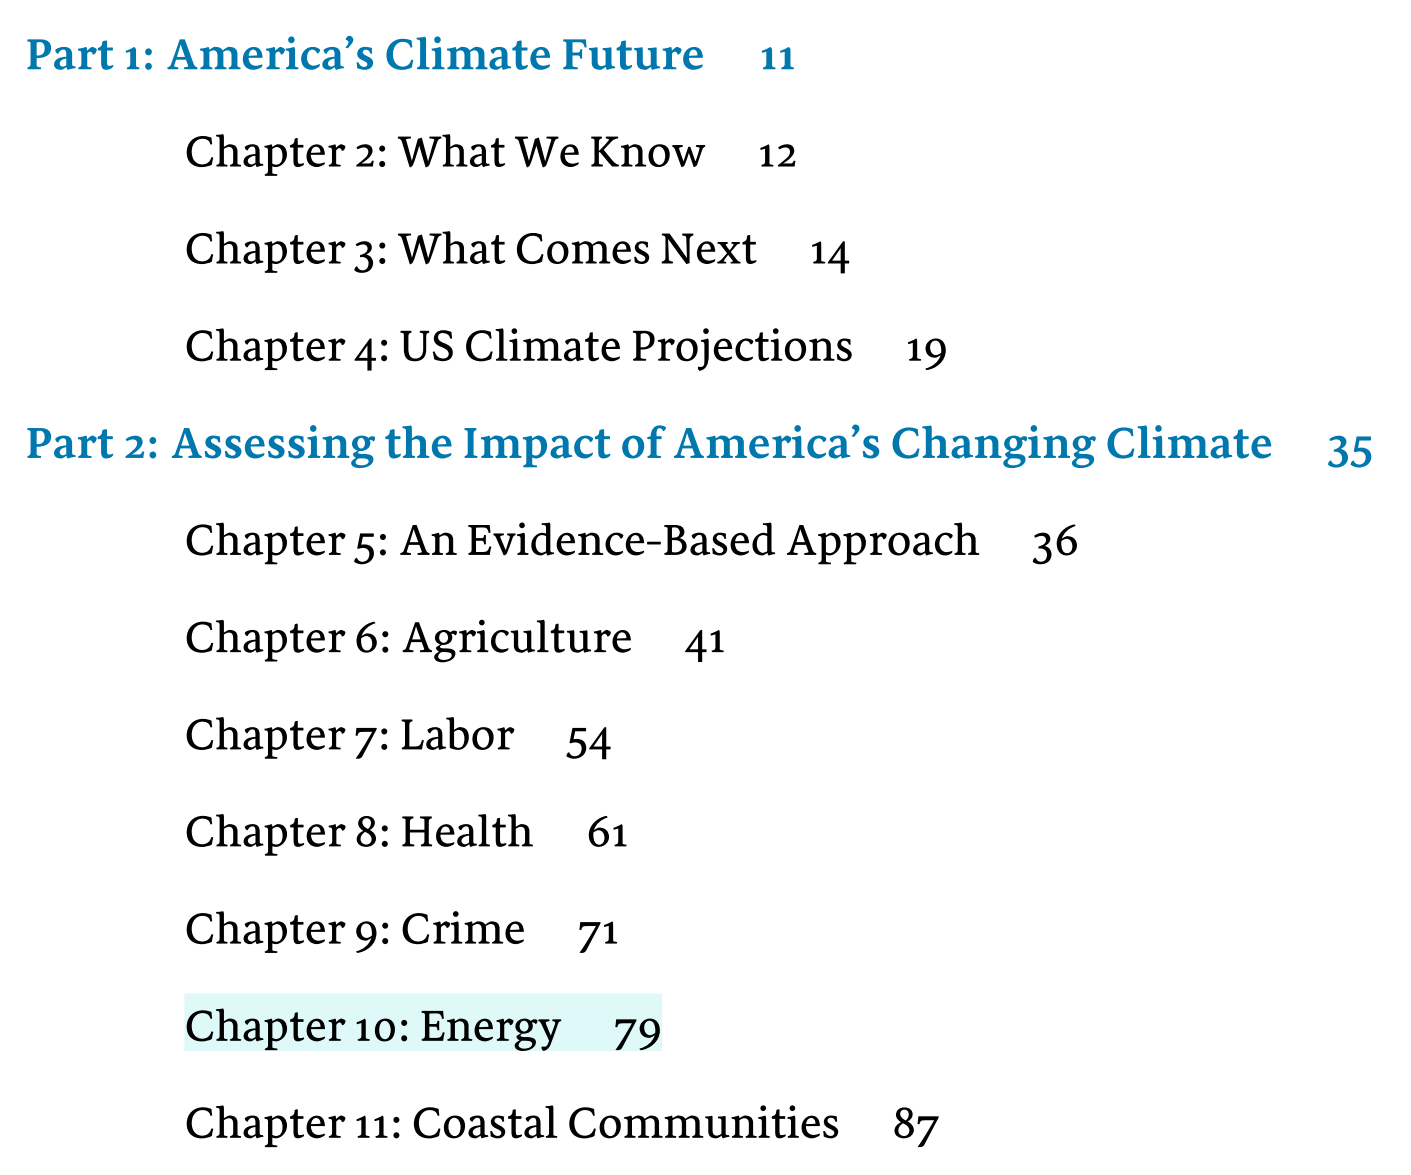 Part 1: America’s Climate Future 11
Chapter 2: What We Know 12
Chapter 3: What Comes Next 14
Chapter 4: US Climate Projections 19
Part 2: Assessing the Impact of America’s Changing Climate 35
Chapter 5: An Evidence-Based Approach 36
Chapter 6: Agriculture 41
Chapter 7: Labor 54
Chapter 8: Health 61
Chapter 9: Crime 71
Chapter 10: Energy 79
Chapter 11: Coastal Communities 87